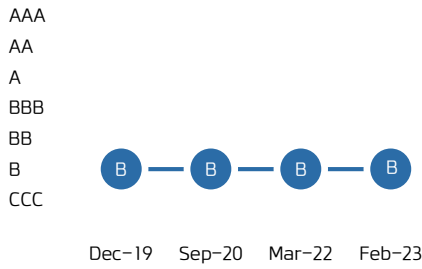 AAA
AA
A
BBB
BB
B B B B B
CCC
Dec-19 Sep-20 Mar-22 Feb-23